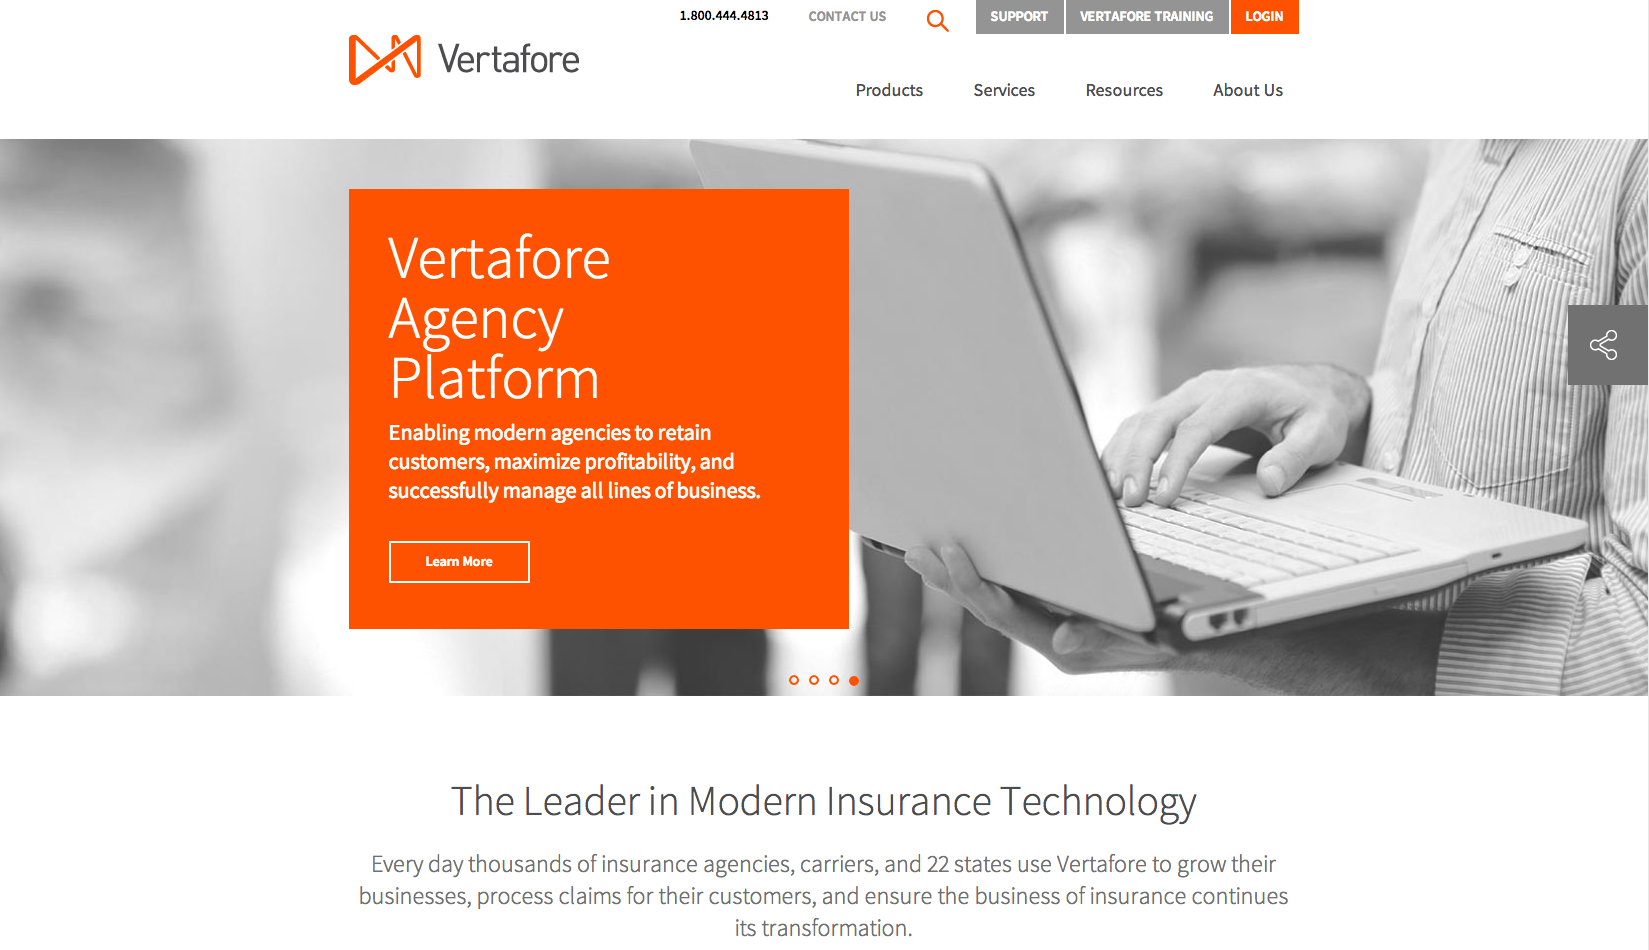 1.800.444.4813
CONTACT US
SUPPORT
VERTAFORE TRAINING
LOGIN
Vertafore
Products
Services
Resources
About Us
Vertafore
Agency
Platform
Enabling modern agencies to retain
customers, maximize profitability, and
successfully manage all lines of business.
Learn More
The Leader in Modern Insurance Technology
Every day thousands of insurance agencies, carriers, and 22 states use Vertafore to grow their
businesses, process claims for their customers, and ensure the business of insurance continues
its transformation.